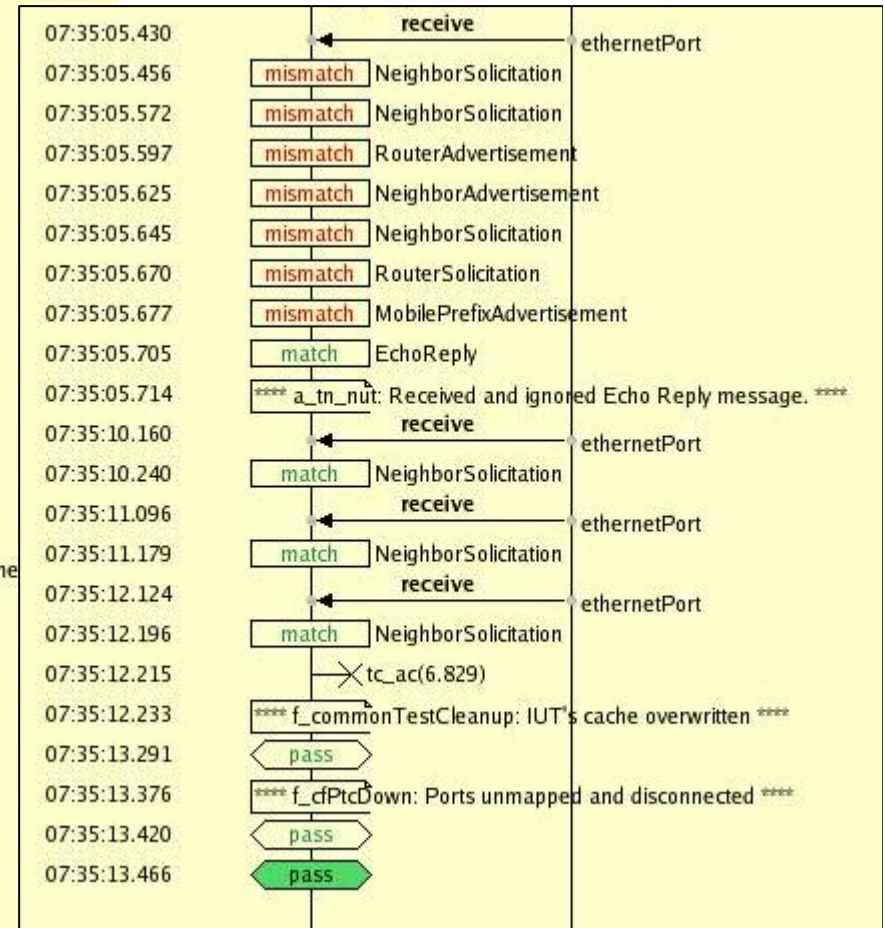 07:35:05.430 receive ethernetPort
07:35:05.456 mismatch NeighborSolicitation
07:35:05.572 mismatch NeighborSolicitation
07:35:05.597 mismatch RouterAdvertisement
07:35:05.625 mismatch NeighborAdvertisement
07:35:05.645 mismatch NeighborSolicitation
07:35:05.670 mismatch RouterSolicitation
07:35:05.677 mismatch MobilePrefixAdvertisement
07:35:05.705 match EchoReply
07:35:05.714 **** a_tn_nut: Received and ignored Echo Reply message. ****
07:35:10.160 receive ethernetPort
07:35:10.240 match NeighborSolicitation
07:35:11.096 receive ethernetPort
07:35:11.179 match NeighborSolicitation
ne
07:35:12.124 receive ethernetPort
07:35:12.196 match NeighborSolicitation
07:35:12.215 tc_ac(6.829)
07:35:12.233 **** f_commonTestCleanup: IUT's cache overwritten ****
07:35:13.291 pass
07:35:13.376 **** f_cfPtcDown: Ports unmapped and disconnected ****
07:35:13.420 pass
07:35:13.466 pass